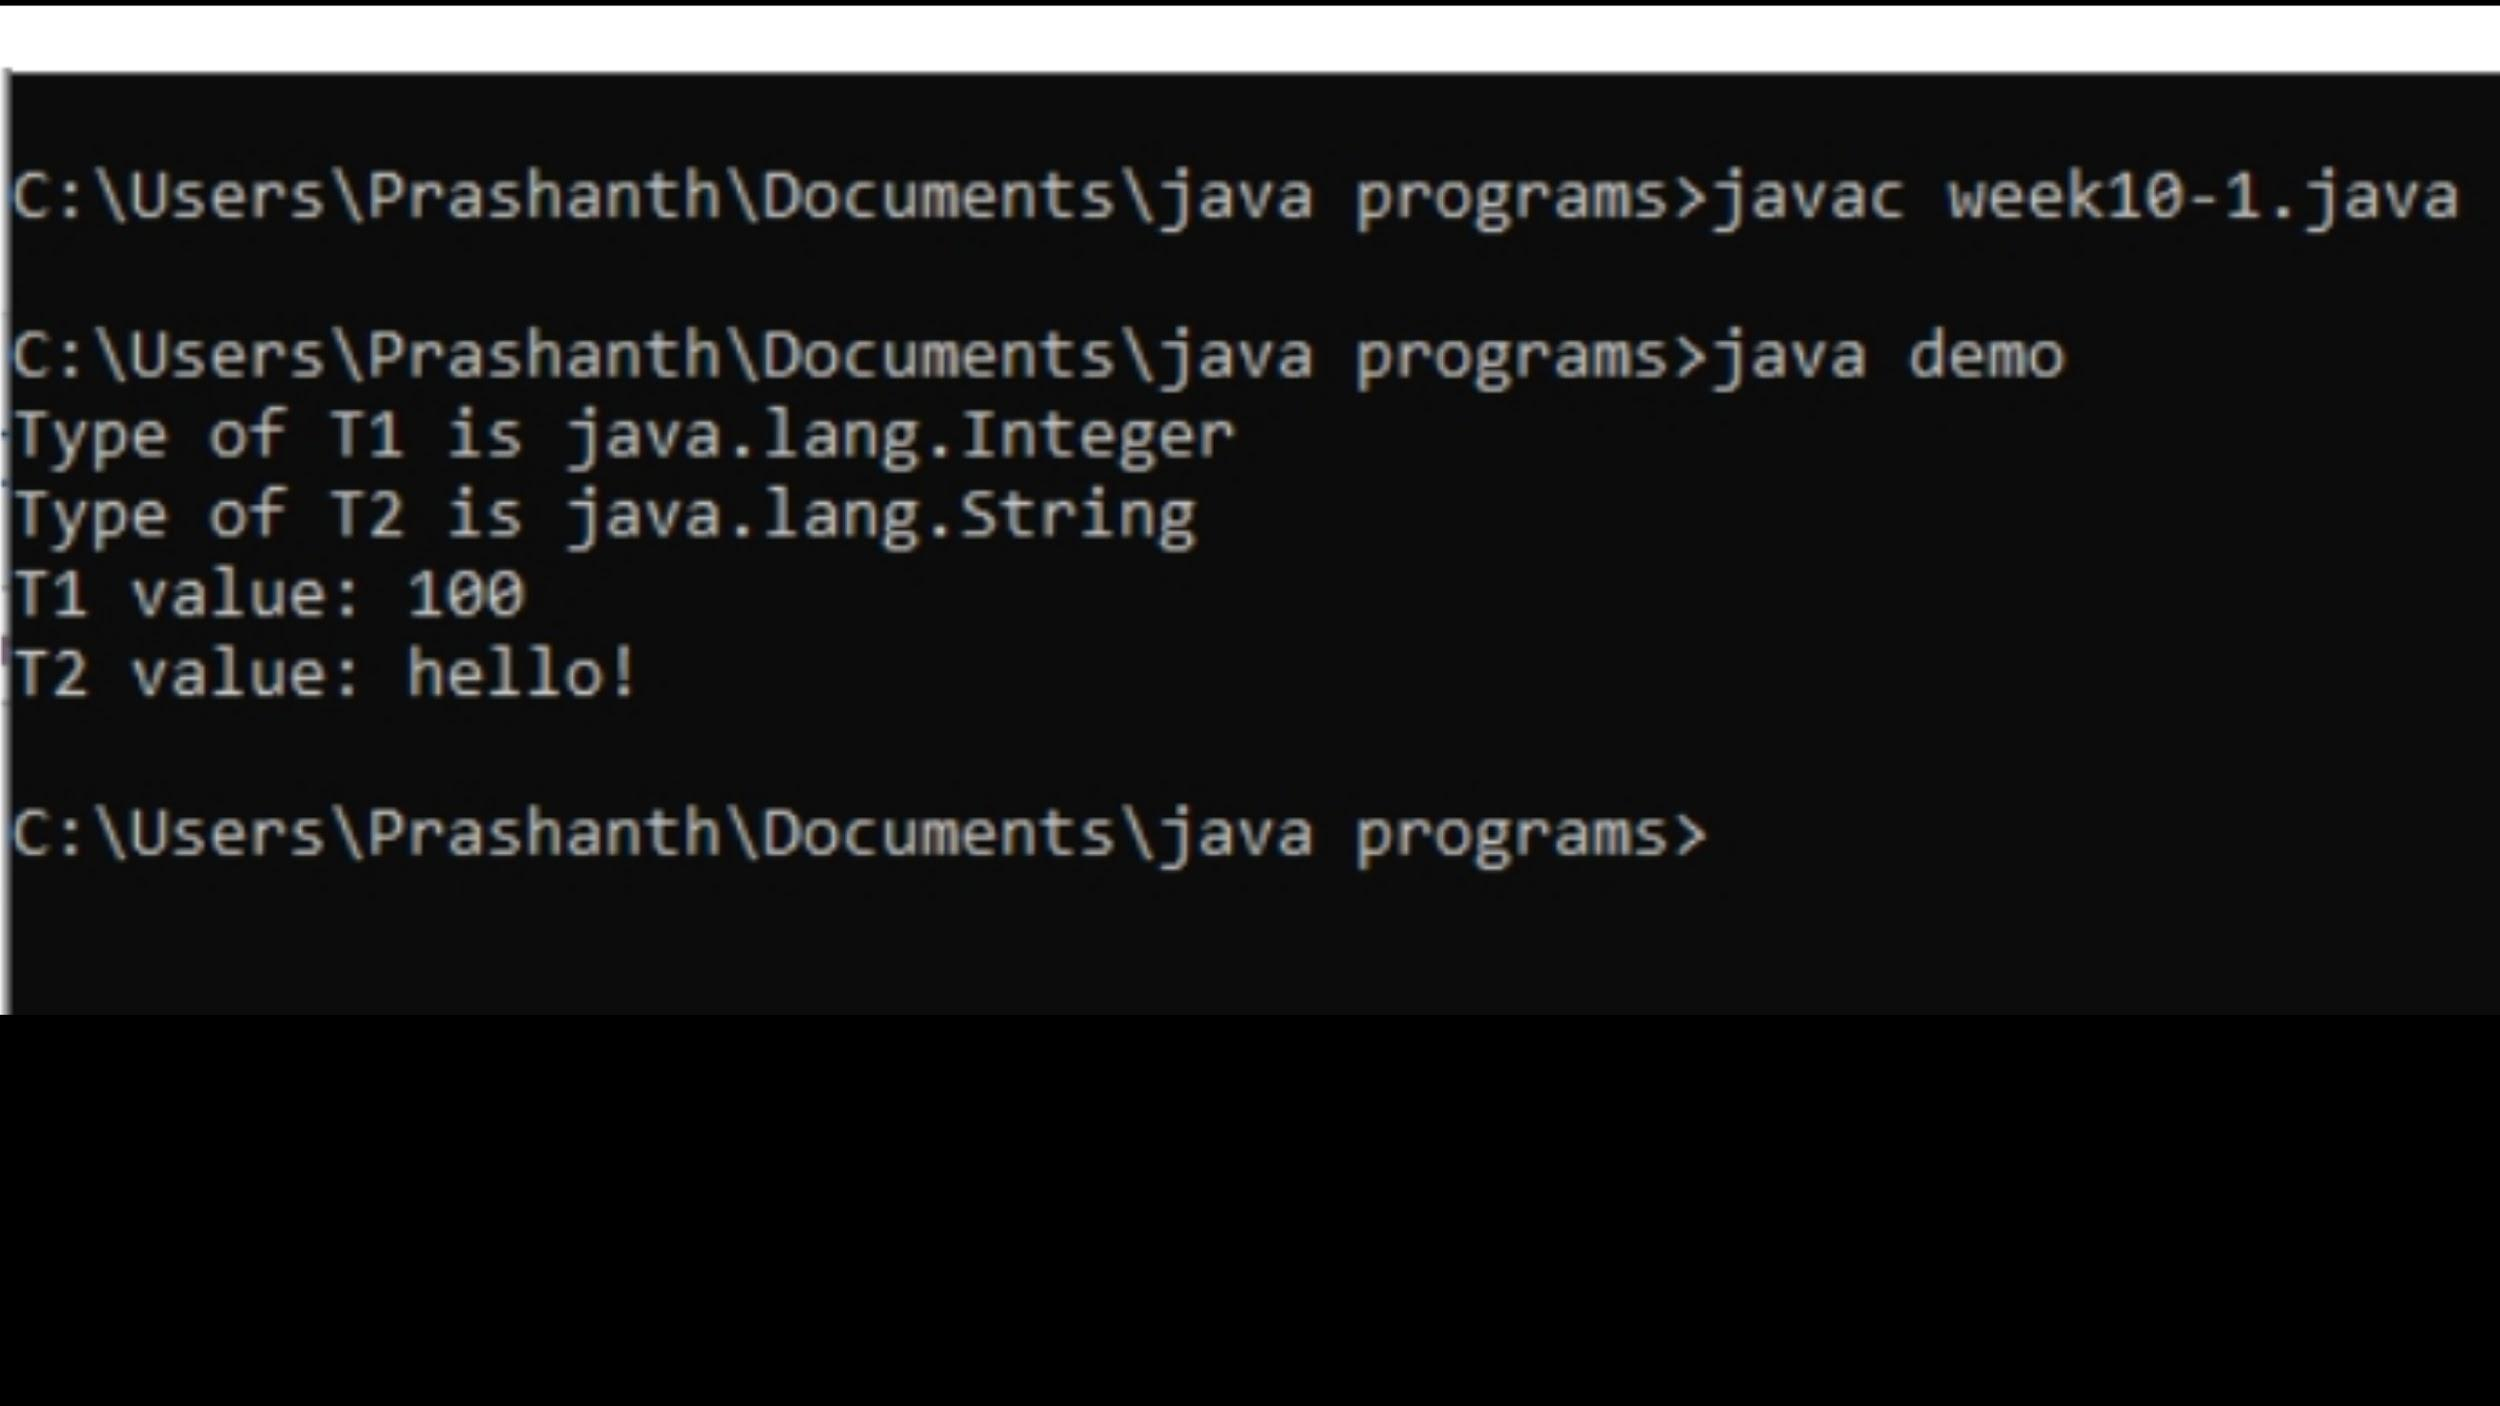 C:\Users\Prashanth\Documents\java programs>javac week10-1.java
C:\Users\Prashanth\Documents\java programs>java demo
Type of T1 is java.lang.Integer
Type of T2 is java.lang.String
T1 value: 100
T2 value: hello!
C:\Users\Prashanth\Documents\java programs>